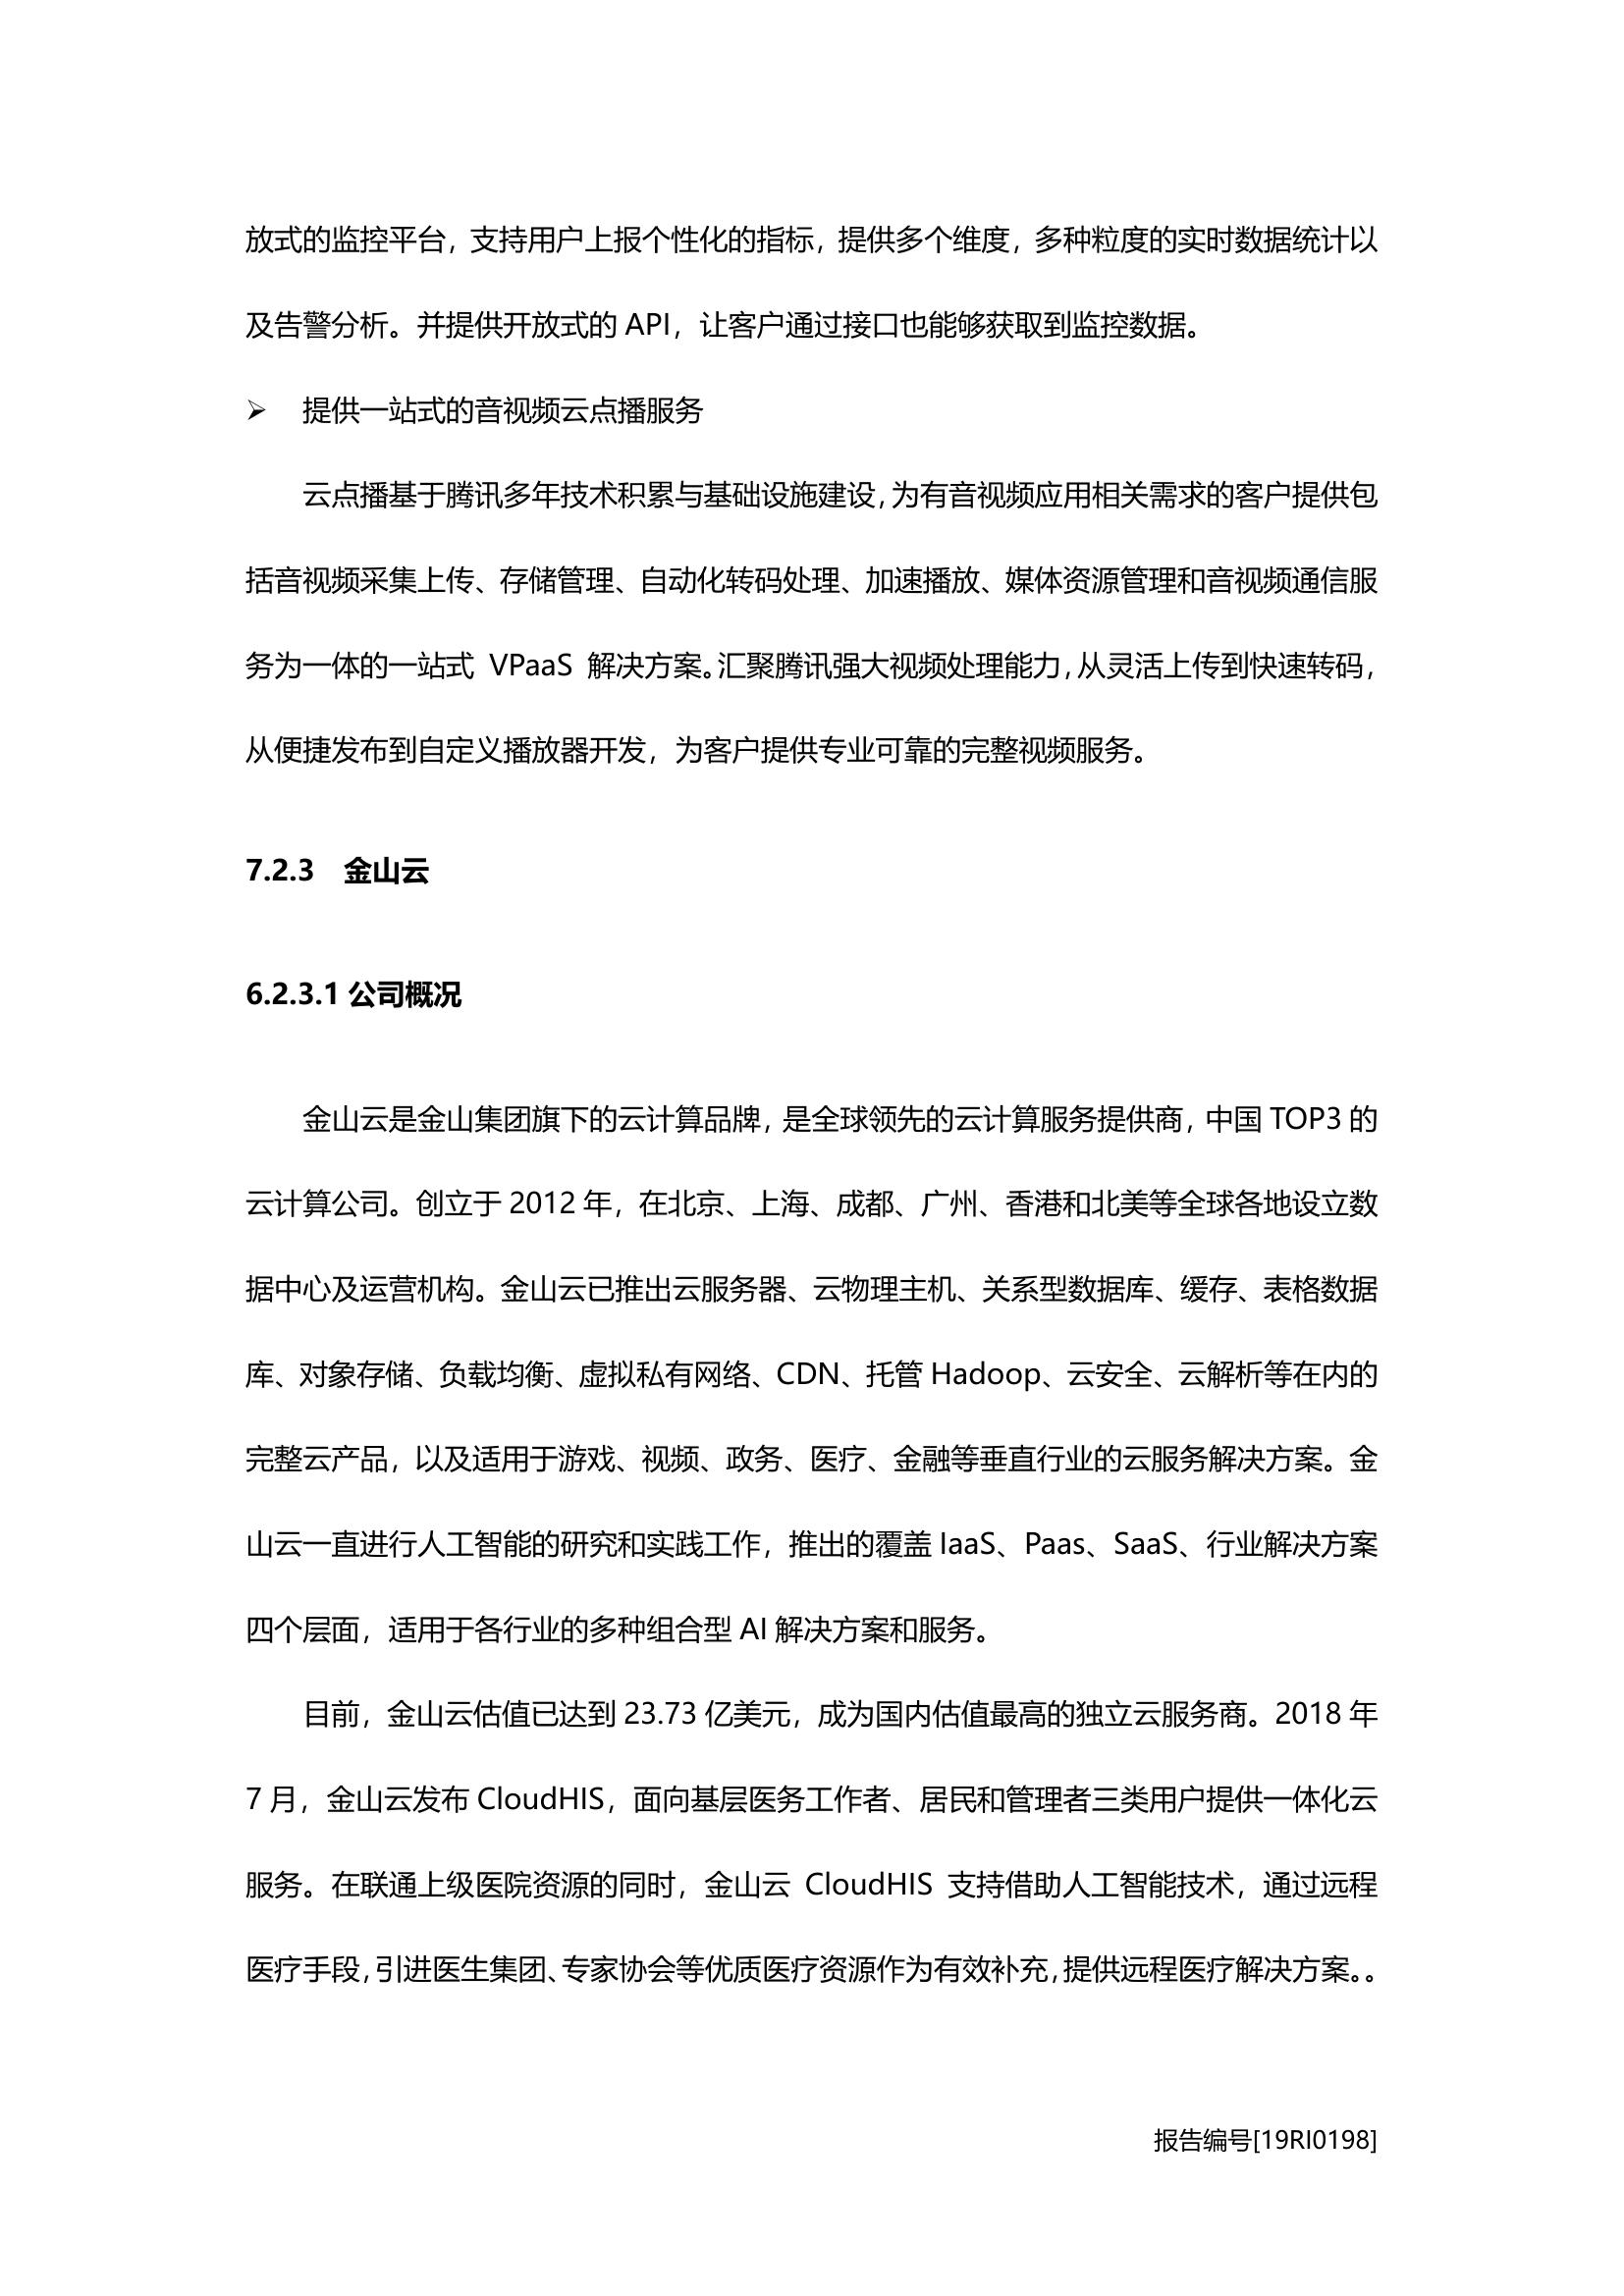 放式的监控平台，支持用户上报个性化的指标，提供多个维度，多种粒度的实时数据统计以
及告警分析。并提供开放式的 API，让客户通过接口也能够获取到监控数据。
➢ 提供一站式的音视频云点播服务
云点播基于腾讯多年技术积累与基础设施建设，为有音视频应用相关需求的客户提供包
括音视频采集上传、存储管理、自动化转码处理、加速播放、媒体资源管理和音视频通信服
务为一体的一站式 VPaaS 解决方案。汇聚腾讯强大视频处理能力，从灵活上传到快速转码，
从便捷发布到自定义播放器开发，为客户提供专业可靠的完整视频服务。
7.2.3 金山云
6.2.3.1 公司概况
金山云是金山集团旗下的云计算品牌，是全球领先的云计算服务提供商，中国 TOP3 的
云计算公司。创立于 2012 年，在北京、上海、成都、广州、香港和北美等全球各地设立数
据中心及运营机构。金山云已推出云服务器、云物理主机、关系型数据库、缓存、表格数据
库、对象存储、负载均衡、虚拟私有网络、CDN、托管 Hadoop、云安全、云解析等在内的
完整云产品，以及适用于游戏、视频、政务、医疗、金融等垂直行业的云服务解决方案。金
山云一直进行人工智能的研究和实践工作，推出的覆盖 IaaS、Paas、SaaS、行业解决方案
四个层面，适用于各行业的多种组合型 AI 解决方案和服务。
目前，金山云估值已达到 23.73 亿美元，成为国内估值最高的独立云服务商。2018 年
7 月，金山云发布 CloudHIS，面向基层医务工作者、居民和管理者三类用户提供一体化云
服务。在联通上级医院资源的同时，金山云 CloudHIS 支持借助人工智能技术，通过远程
医疗手段，引进医生集团、专家协会等优质医疗资源作为有效补充，提供远程医疗解决方案。。
报告编号[19RI0198]